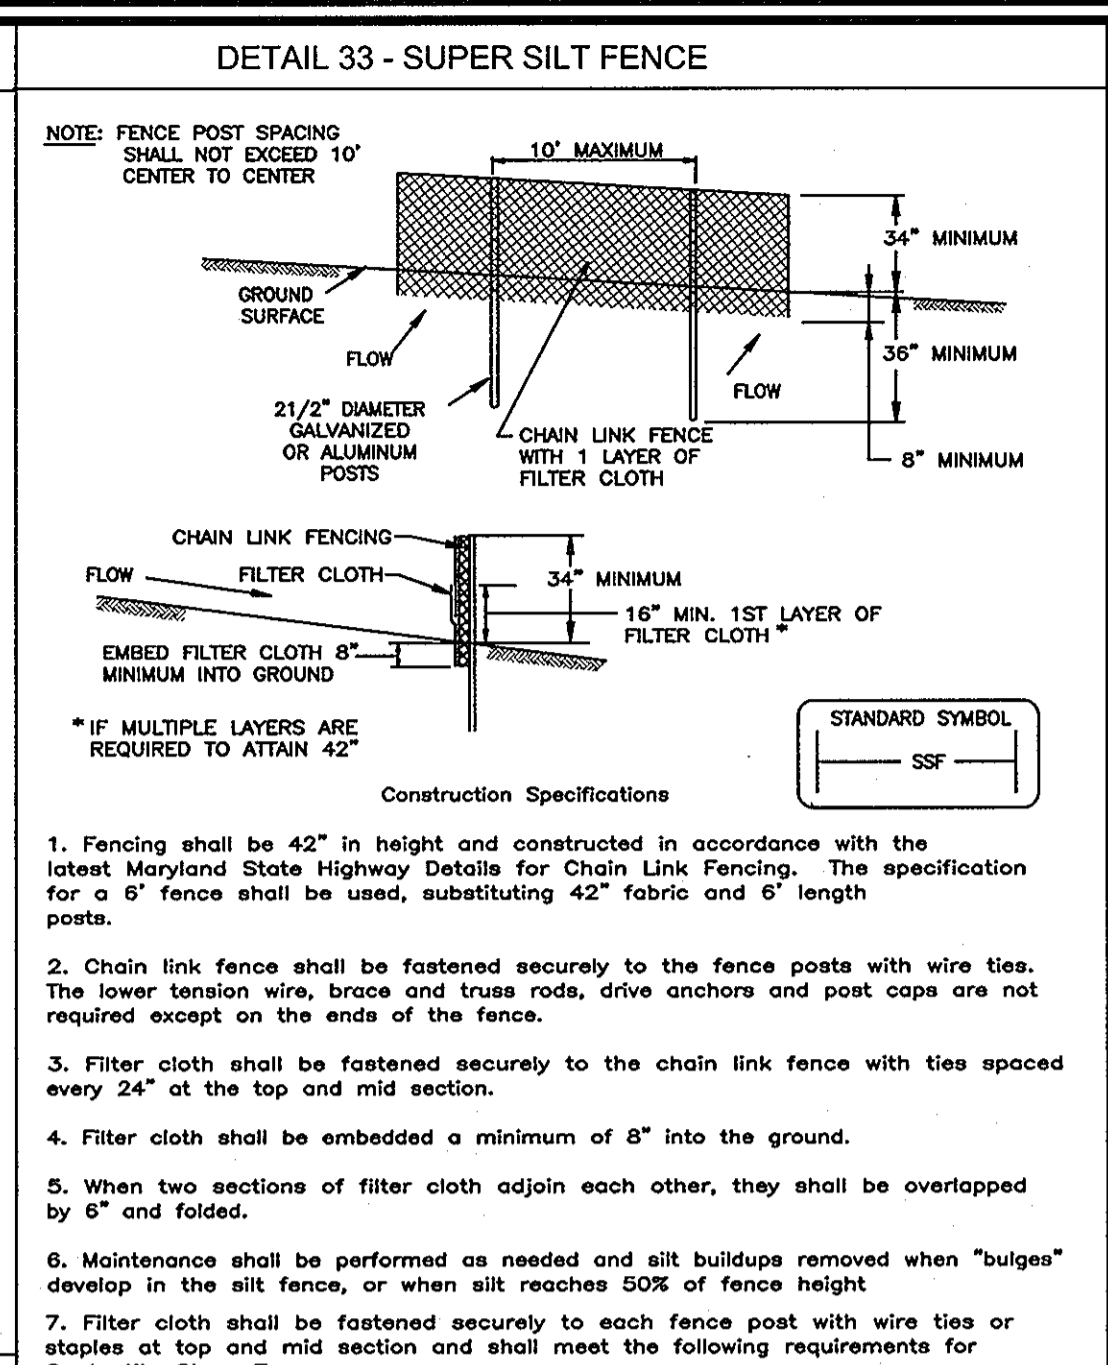 DETAIL 33 - SUPER SILT FENCE
NOTE: FENCE POST SPACING
SHALL NOT EXCEED 10'
CENTER TO CENTER
10' MAXIMUM
34" MINIMUM
GROUND
SURFACE
FLOW
36" MINIMUM
FLOW
21/2" DIAMETER
GALVANIZED
OR ALUMINUM
POSTS
CHAIN LINK FENCE
WITH 1 LAYER OF
FILTER CLOTH
8" MINIMUM
CHAIN LINK FENCING
FLOW
FILTER CLOTH
34" MINIMUM
16" MIN. 1ST LAYER OF
FILTER CLOTH *
EMBED FILTER CLOTH 8"
MINIMUM INTO GROUND
* IF MULTIPLE LAYERS ARE
REQUIRED TO ATTAIN 42"
STANDARD SYMBOL
SSF
Construction Specifications
1. Fencing shall be 42" in height and constructed in accordance with the
latest Maryland State Highway Details for Chain Link Fencing. The specification
for a 6' fence shall be used, substituting 42" fabric and 6' length
posts.
2. Chain link fence shall be fastened securely to the fence posts with wire ties.
The lower tension wire, brace and truss rods, drive anchors and post caps are not
required except on the ends of the fence.
3. Filter cloth shall be fastened securely to the chain link fence with ties spaced
every 24" at the top and mid section.
4. Filter cloth shall be embedded a minimum of 8" into the ground.
5. When two sections of filter cloth adjoin each other, they shall be overlapped
by 6" and folded.
6. Maintenance shall be performed as needed and silt buildups removed when "bulges"
develop in the silt fence, or when silt reaches 50% of fence height
7. Filter cloth shall be fastened securely to each fence post with wire ties or
staples at top and mid section and shall meet the following requirements for